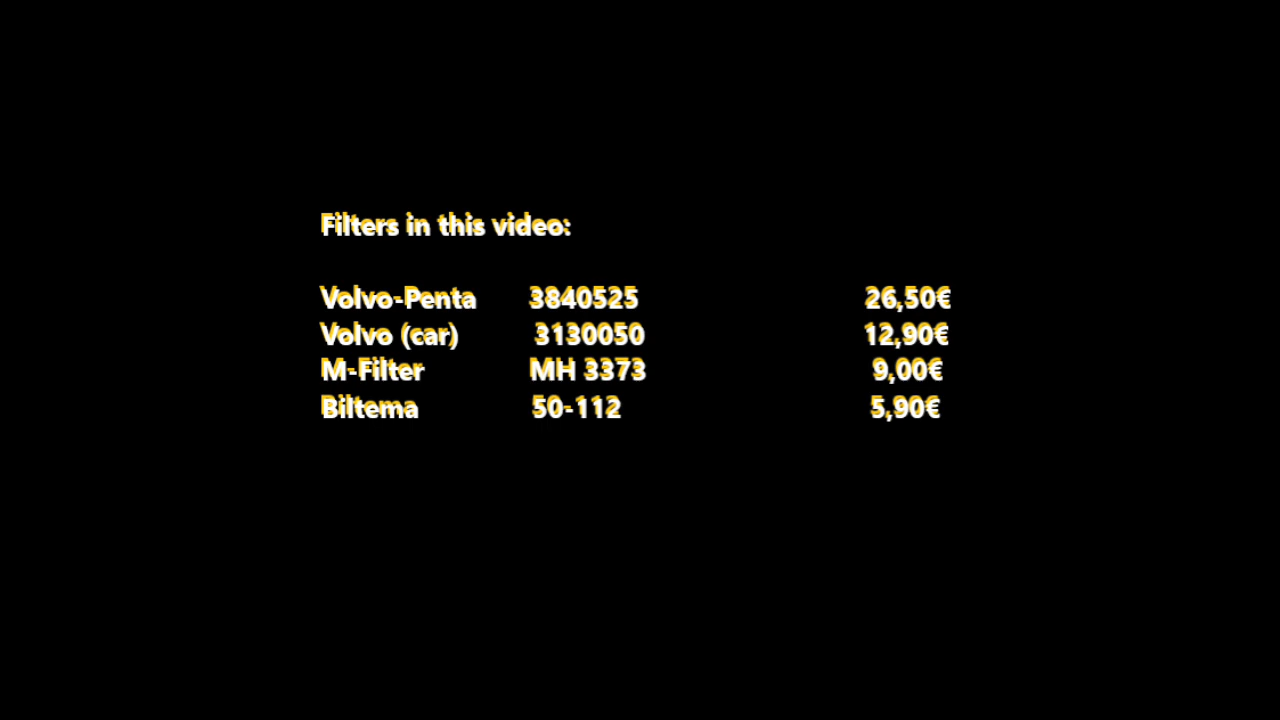 Filters in this video:
Volvo-Penta 3840525 26,50€
Volvo (car) 3130050 12,90€
M-Filter MH 3373 9,00€
Biltema 50-112 5,90€